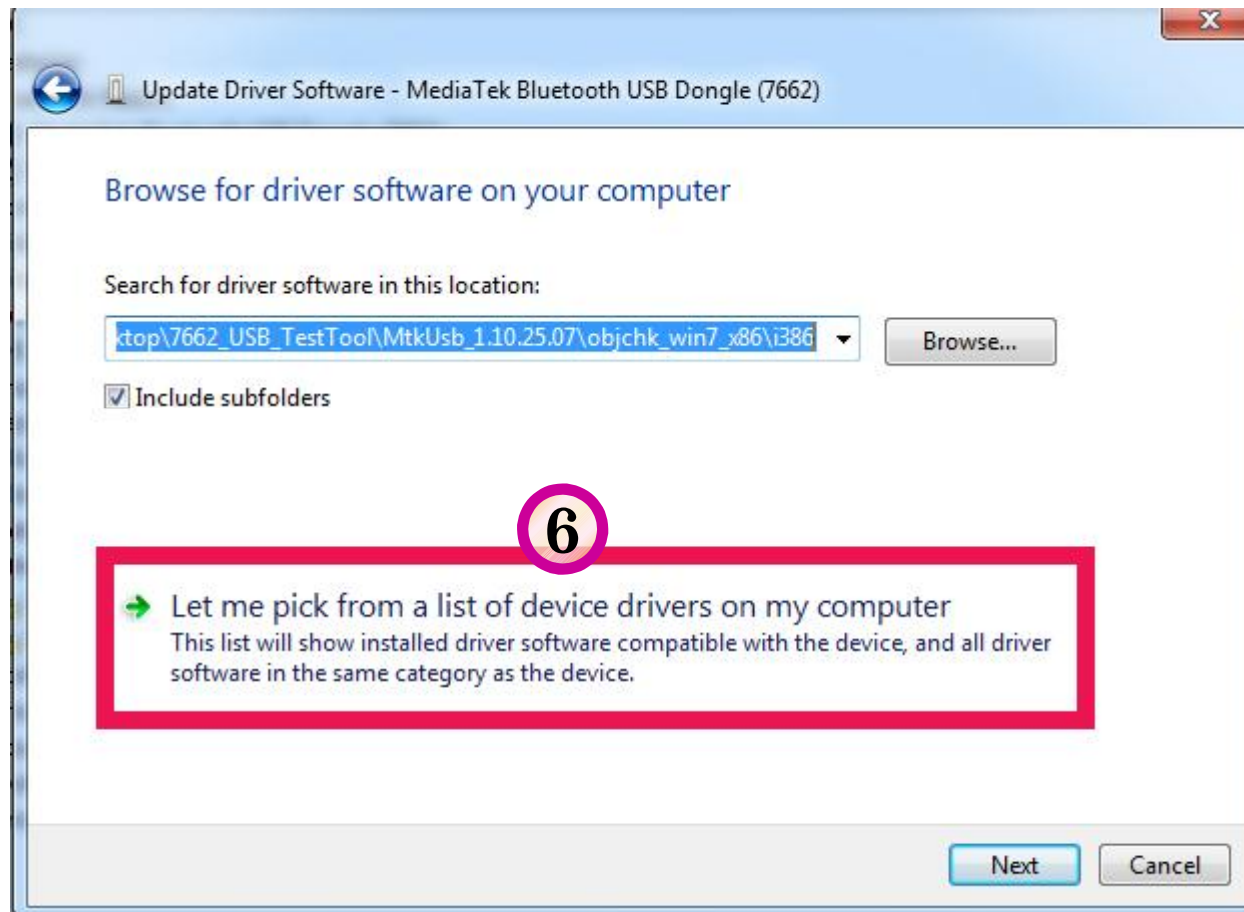 Update Driver Software - MediaTek Bluetooth USB Dongle (7662)
Browse for driver software on your computer
Search for driver software in this location:
ktop\7662_USB_TestTool\MtkUsb_1.10.25.07\objchk_win7_x86\i386
Browse...
Include subfolders
6
Let me pick from a list of device drivers on my computer
This list will show installed driver software compatible with the device, and all driver
software in the same category as the device.
Next
Cancel